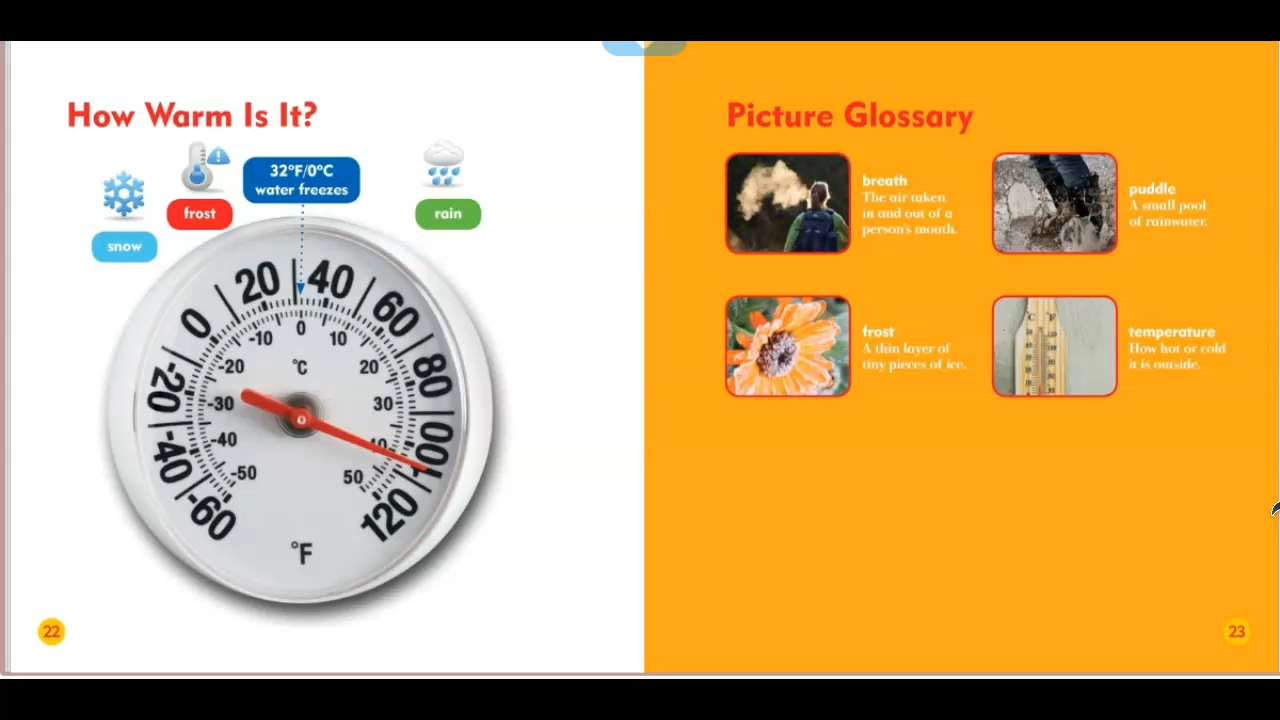 How Warm Is It?
32°F/0°C
water freezes
frost
snow
rain
20
40
0
60
-20
80
-40
100
-60
120
0
-10
10
°C
-20
20
-30
30
-40
40
-50
50
°F
22
Picture Glossary
breath
The air taken
in and out of a
person's mouth.
puddle
A small pool
of rainwater.
frost
A thin layer of
tiny pieces of ice.
C F
temperature
How hot or cold
it is outside.
23